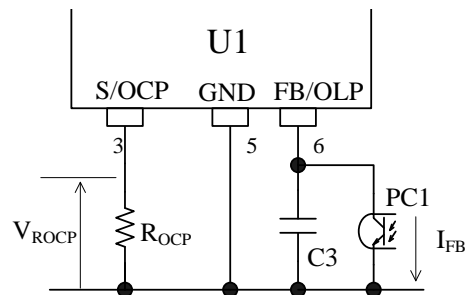 U1
S/OCP GND FB/OLP
3 5 6
PC1
V_ROCP R_OCP C3 I_FB